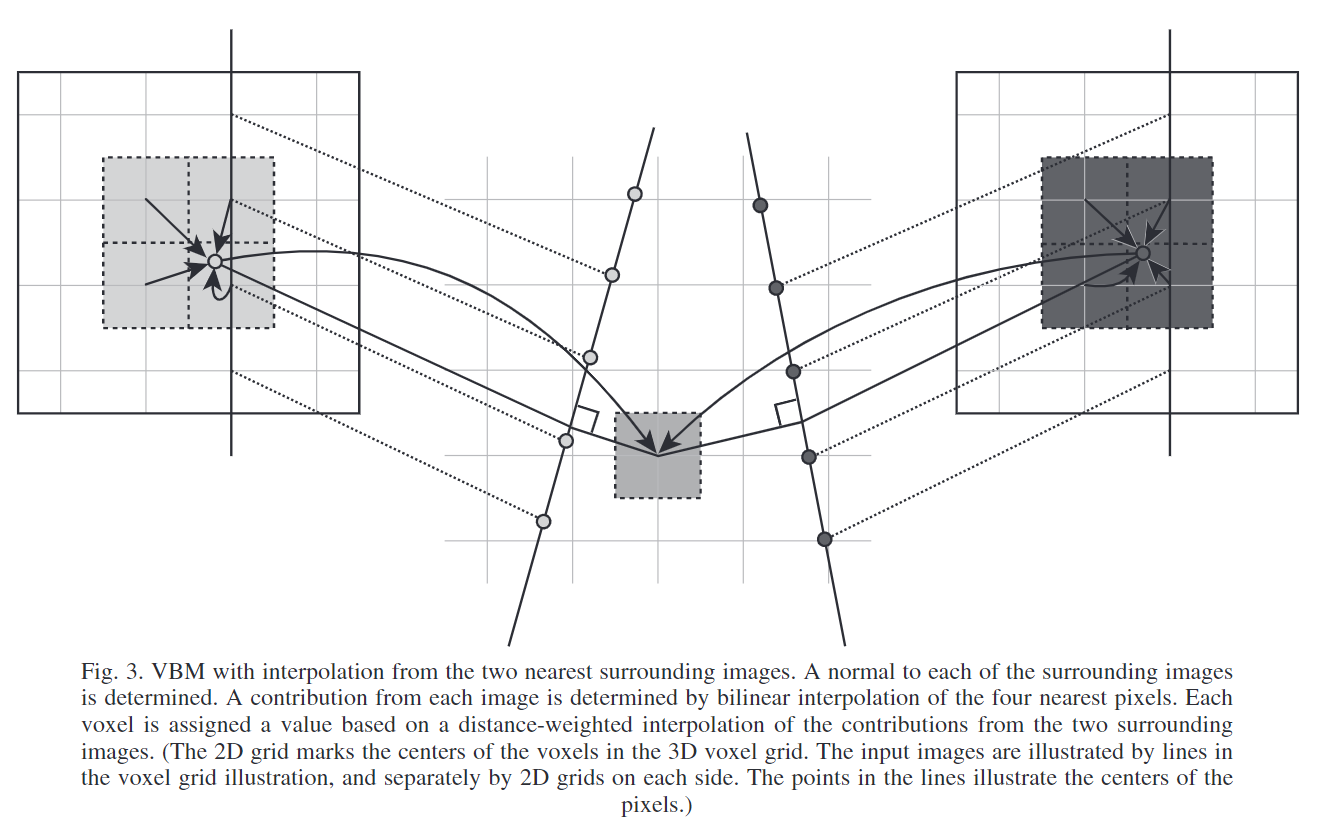 Fig. 3. VBM with interpolation from the two nearest surrounding images. A normal to each of the surrounding images
is determined. A contribution from each image is determined by bilinear interpolation of the four nearest pixels. Each
voxel is assigned a value based on a distance-weighted interpolation of the contributions from the two surrounding
images. (The 2D grid marks the centers of the voxels in the 3D voxel grid. The input images are illustrated by lines in
the voxel grid illustration, and separately by 2D grids on each side. The points in the lines illustrate the centers of the
pixels.)